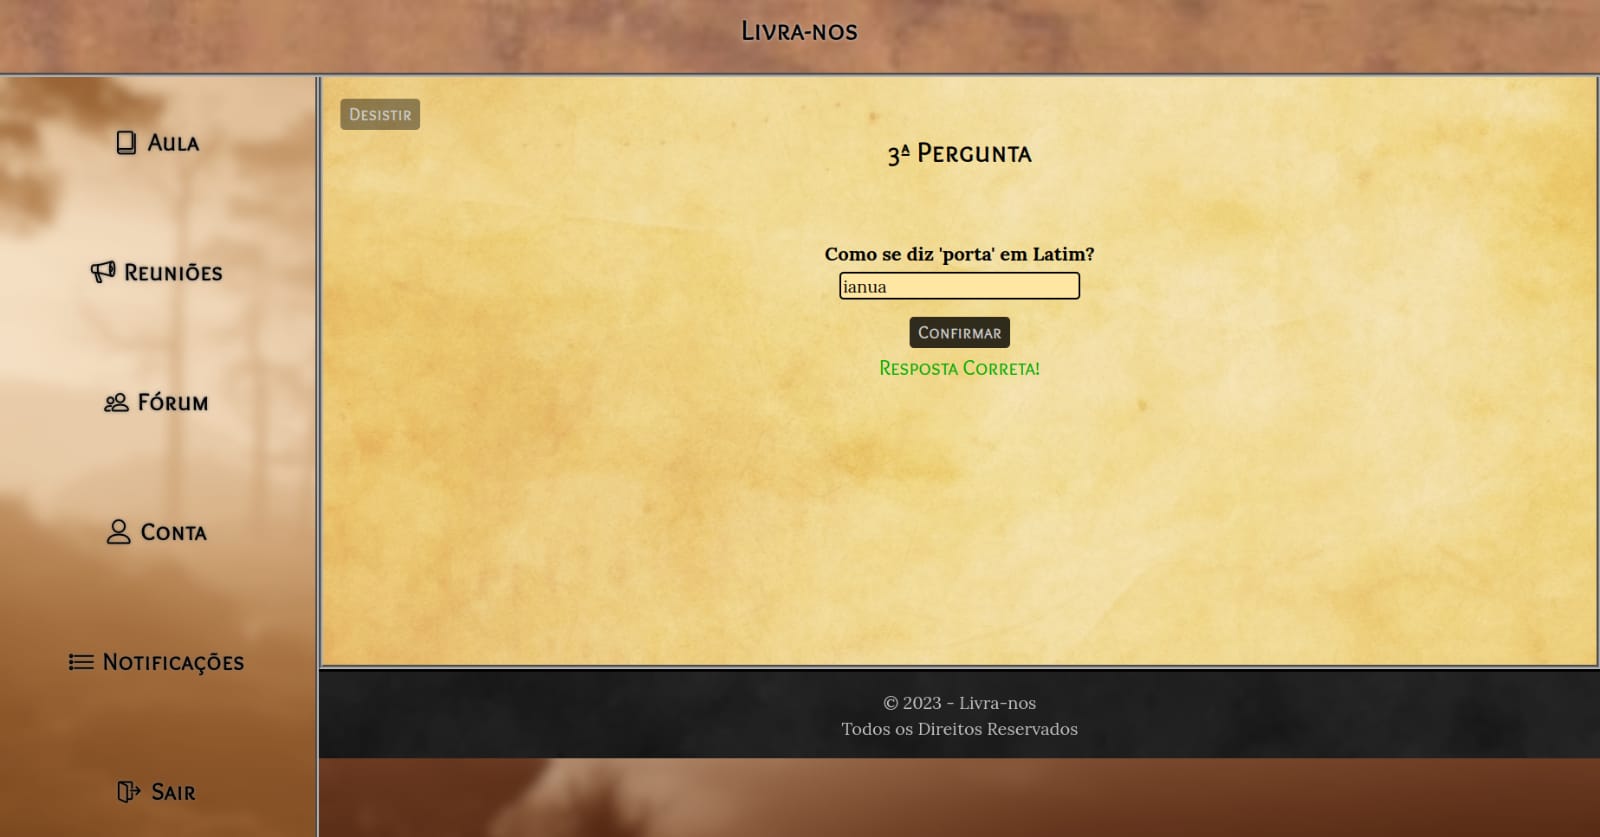 Livra-nos
Aula
Reuniões
Fórum
Conta
Notificações
Sair
Desistir
3ª Pergunta
Como se diz 'porta' em Latim?
ianua
Confirmar
Resposta Correta!
© 2023 - Livra-nos
Todos os Direitos Reservados